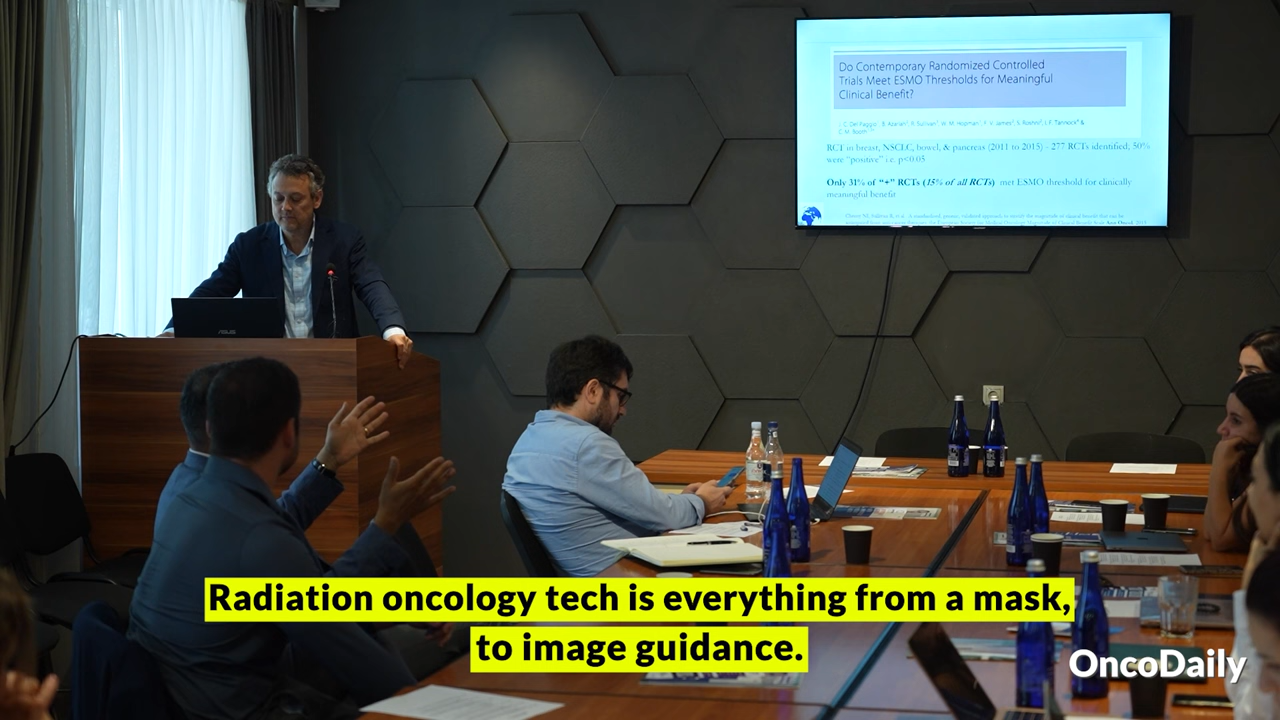 Do Contemporary Randomized Controlled
Trials Meet ESMO Thresholds for Meaningful
Clinical Benefit?
RCT in breast, NSCLC, bowel, & pancreas (2011 to 2015) - 277 RCTs identified; 50%
were "positive" i.e. p<0.05
Only 31% of "+" RCTs (15% of all RCTs) met ESMO threshold for clinically
meaningful benefit
ASUS
Radiation oncology tech is everything from a mask,
to image guidance.
OncoDaily